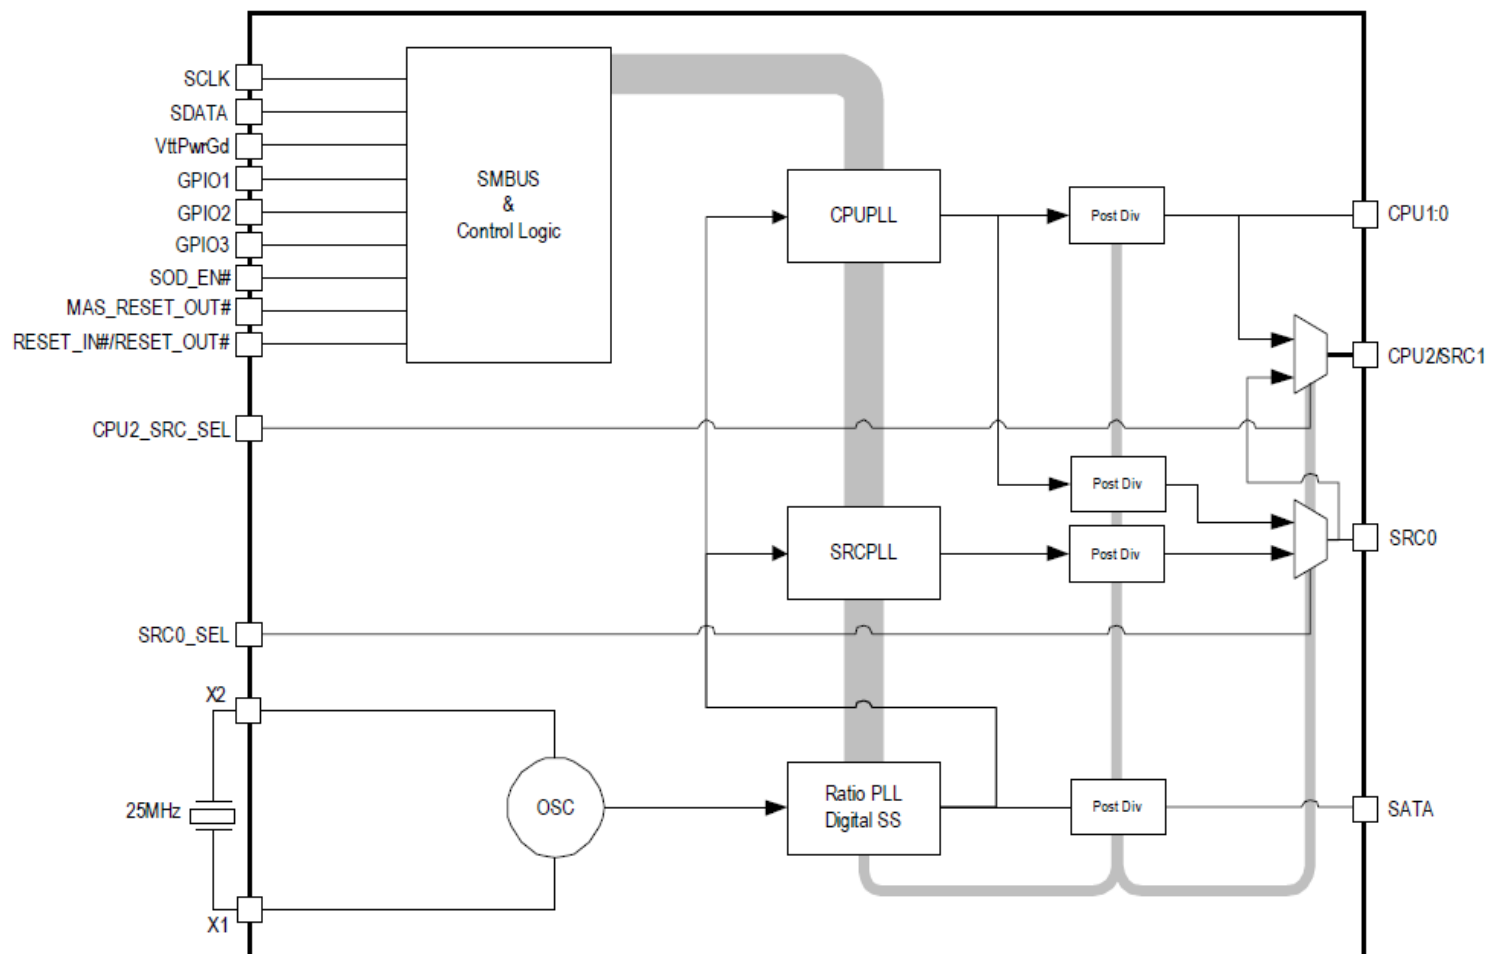 SCLK
SDATA
VttPwrGd
GPIO1
GPIO2
GPIO3
SOD_EN#
MAS_RESET_OUT#
RESET_IN#/RESET_OUT#
SMBUS
&
Control Logic
CPUPLL
Post Div
CPU1:0
CPU2/SRC1
CPU2_SRC_SEL
Post Div
SRCPLL
Post Div
SRC0
SRC0_SEL
X2
25MHz
X1
OSC
Ratio PLL
Digital SS
Post Div
SATA